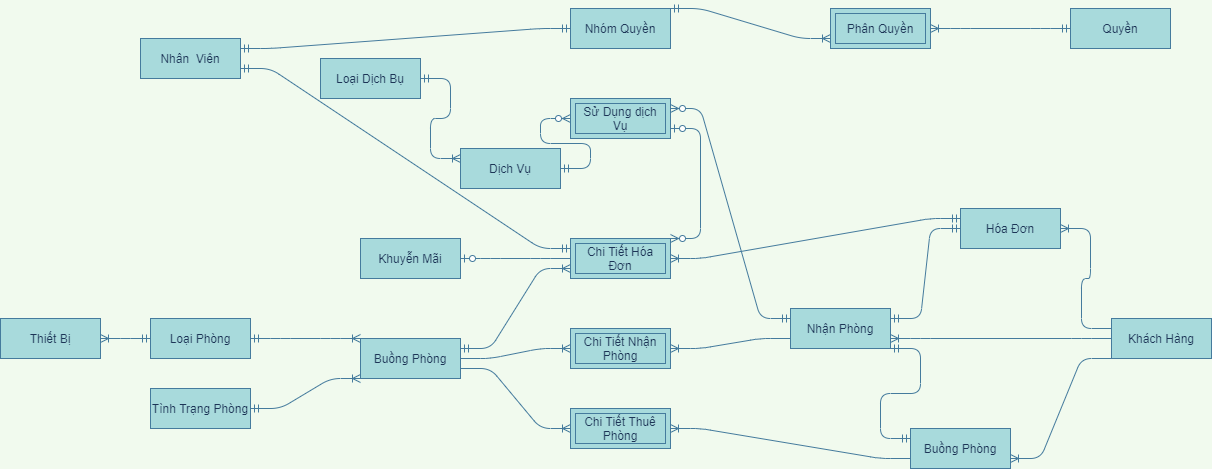 Nhóm Quyền
Phân Quyền
Quyền
Nhân Viên
Loại Dịch Bụ
Sử Dụng dịch
Vụ
Dịch Vụ
Hóa Đơn
Khuyễn Mãi
Chi Tiết Hóa
Đơn
Thiết Bị
Loại Phòng
Buồng Phòng
Chi Tiết Nhận
Phòng
Nhận Phòng
Khách Hàng
Tình Trạng Phòng
Chi Tiết Thuê
Phòng
Buồng Phòng